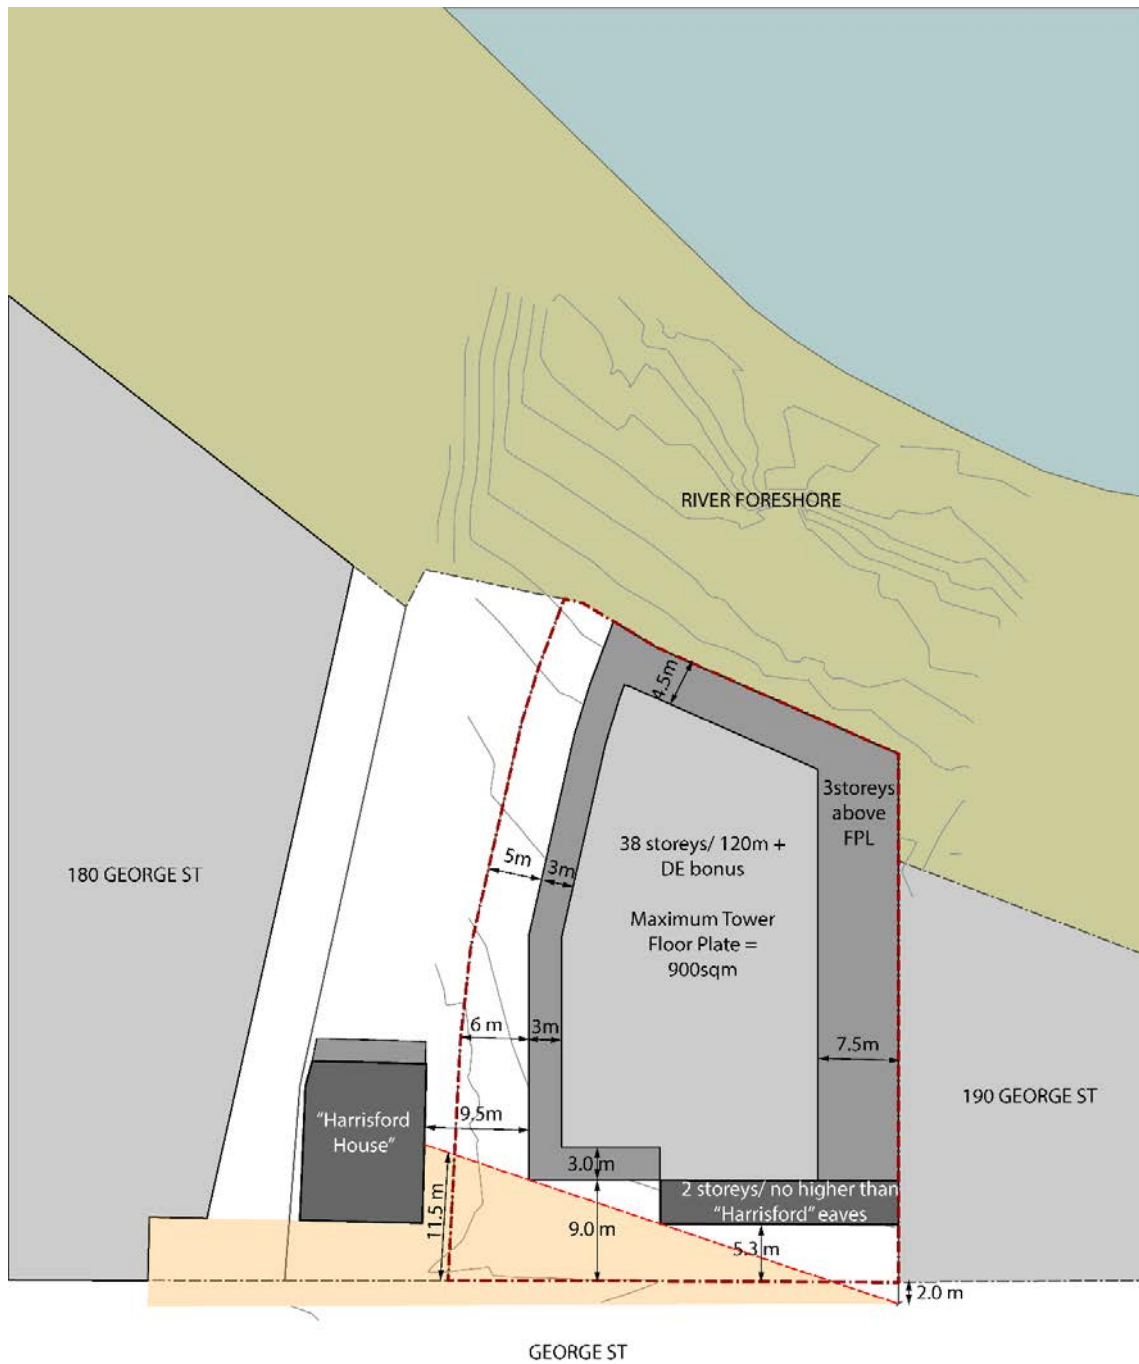 RIVER FORESHORE
4.5m
3storeys
above
FPL
38 storeys/ 120m +
DE bonus
5m
3m
180 GEORGE ST
Maximum Tower
Floor Plate =
900sqm
6 m
3m
7.5m
190 GEORGE ST
"Harrisford
House"
9.5m
3.0 m
2 storeys/ no higher than
"Harrisford" eaves
11.5 m
9.0 m
5.3 m
2.0 m
GEORGE ST